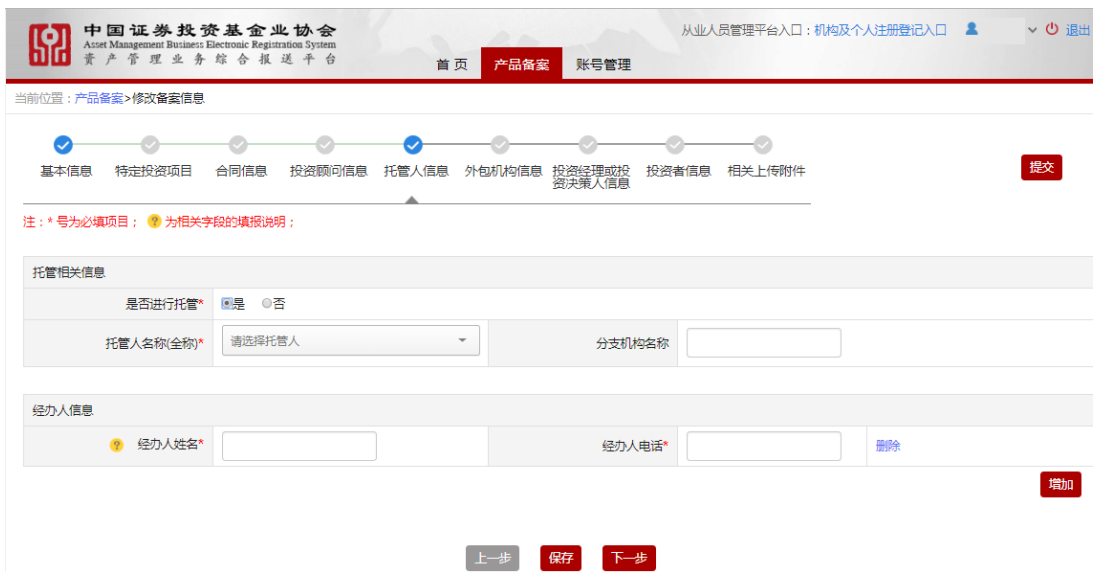 中国证券投资基金业协会
Asset Management Business Electronic Registration System
资产管理业务综合报送平台
从业人员管理平台入口：机构及个人注册登记入口
退出
首页
产品备案
账号管理
当前位置：产品备案>修改备案信息
基本信息
特定投资项目
合同信息
投资顾问信息
托管人信息
外包机构信息
投资经理或投
资决策人信息
投资者信息
相关上传附件
提交
注：* 号为必填项目； ? 为相关字段的填报说明；
托管相关信息
是否进行托管* 是 否
托管人名称(全称)* 请选择托管人 分支机构名称
经办人信息
? 经办人姓名* 经办人电话* 删除
增加
上一步 保存 下一步